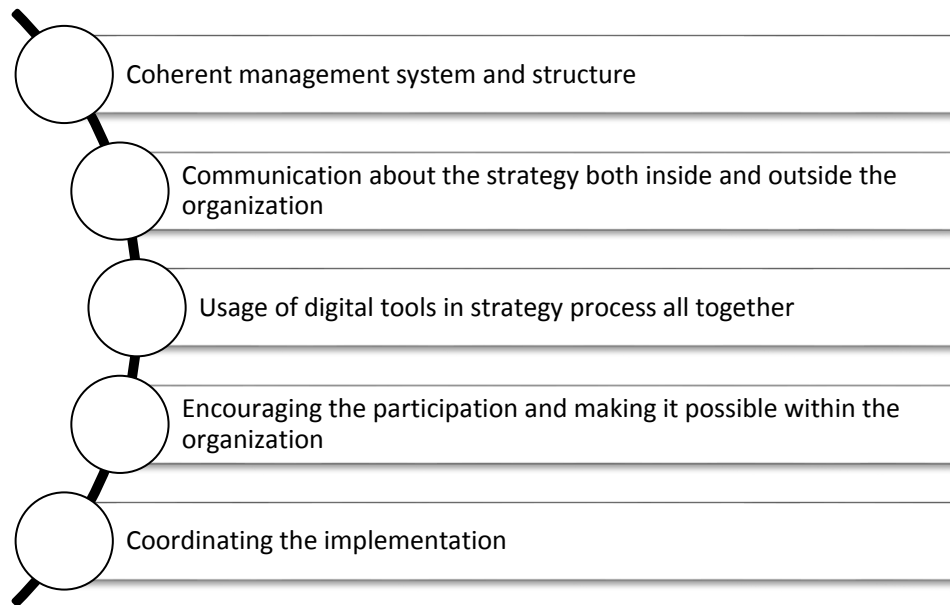 Coherent management system and structure
Communication about the strategy both inside and outside the
organization
Usage of digital tools in strategy process all together
Encouraging the participation and making it possible within the
organization
Coordinating the implementation